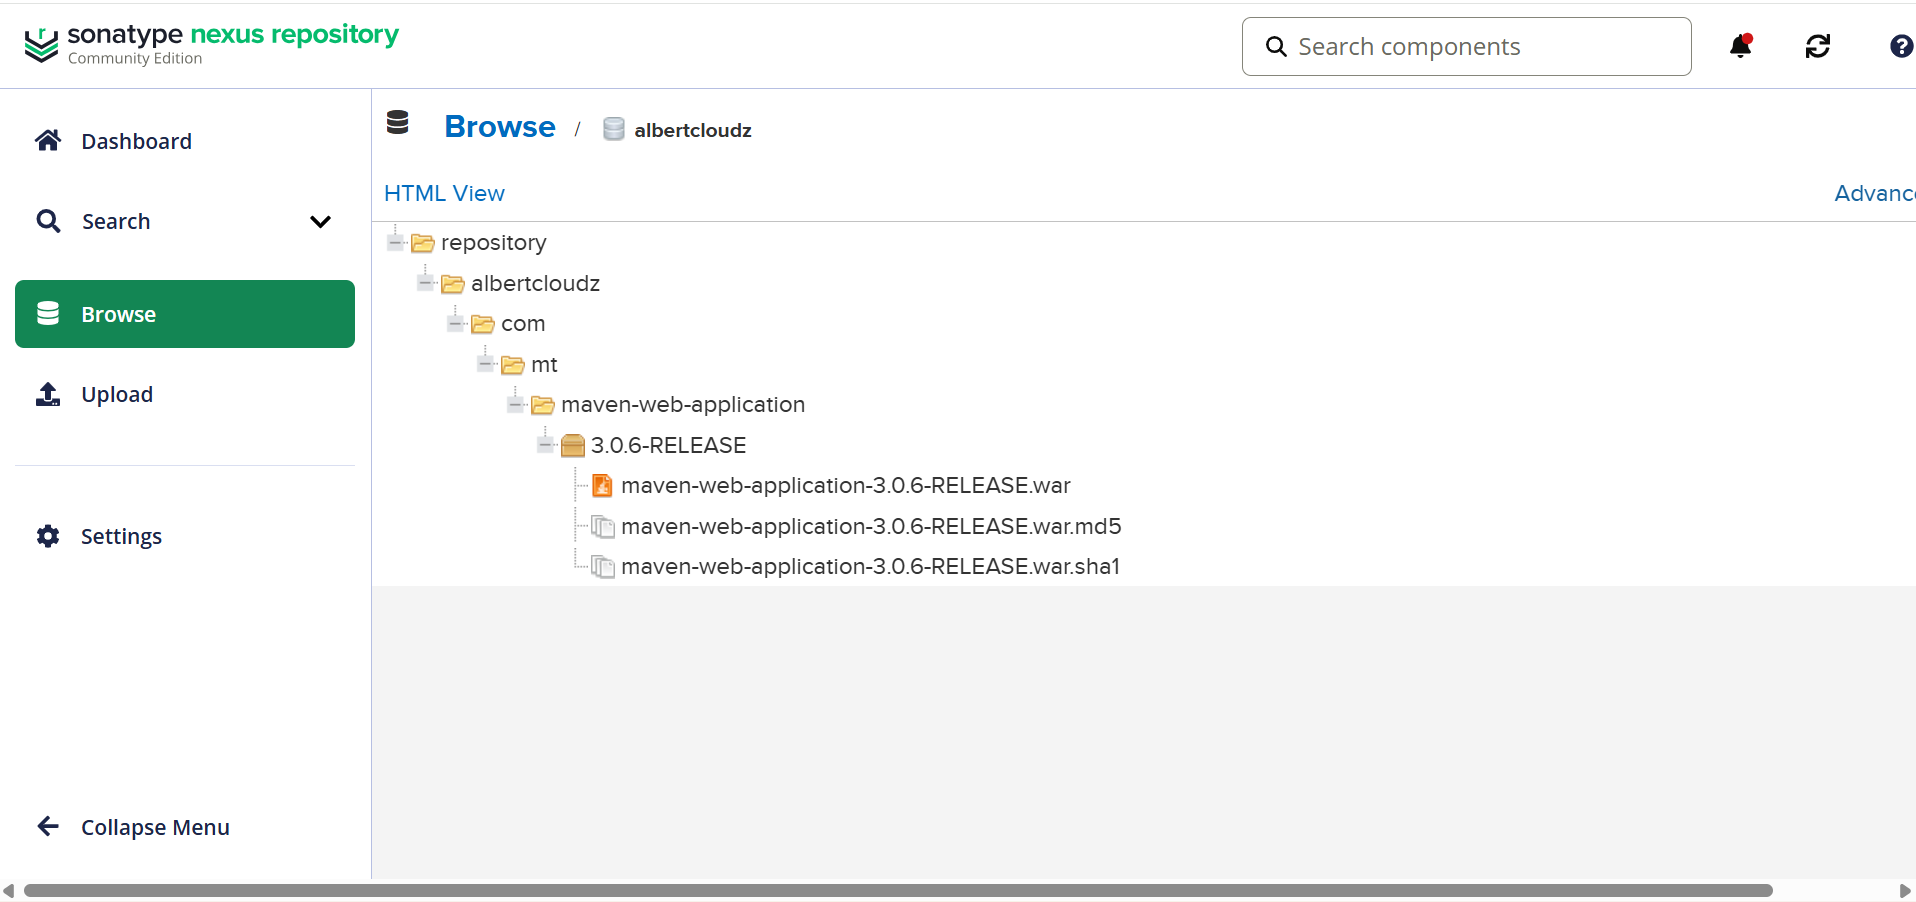 sonatype nexus repository
Community Edition
Search components
Dashboard
Search
Browse
Upload
Settings
Collapse Menu
Browse / albertcloudz
HTML View
Advanc
repository
albertcloudz
com
mt
maven-web-application
3.0.6-RELEASE
maven-web-application-3.0.6-RELEASE.war
maven-web-application-3.0.6-RELEASE.war.md5
maven-web-application-3.0.6-RELEASE.war.sha1